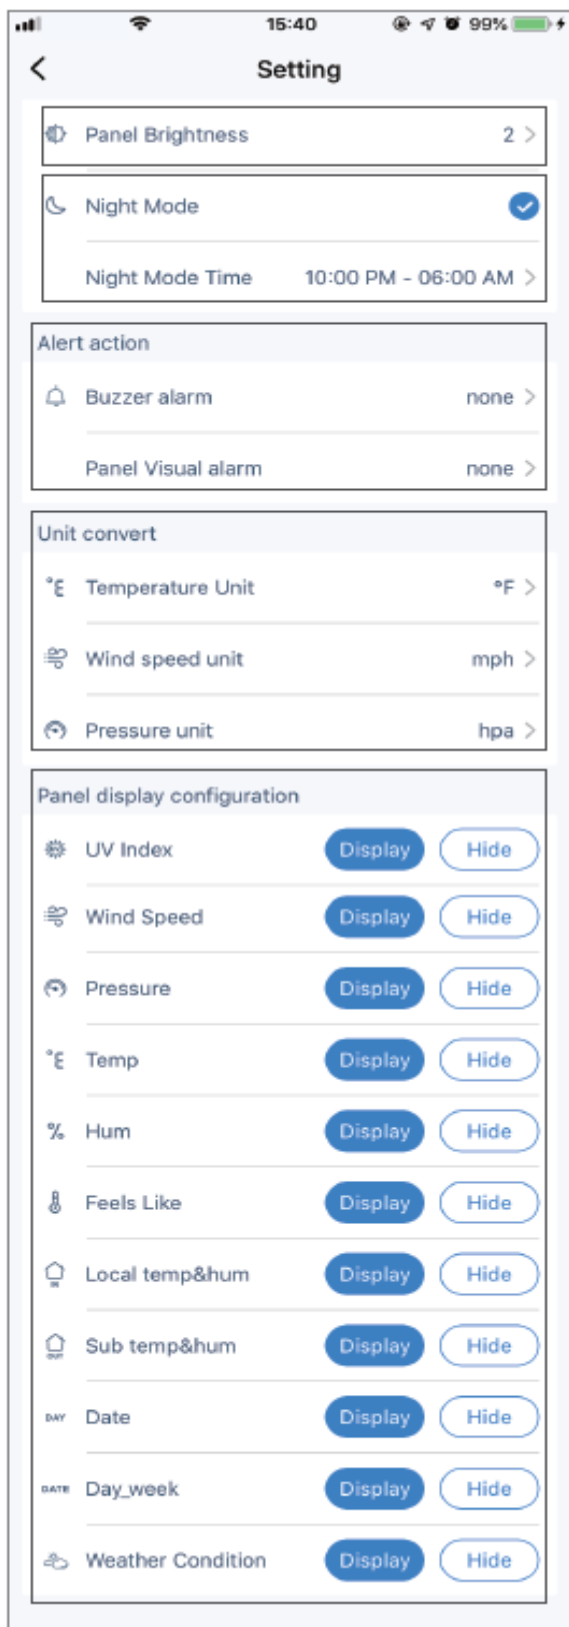 15:40 99%
Setting
Panel Brightness 2
Night Mode
Night Mode Time 10:00 PM - 06:00 AM
Alert action
Buzzer alarm none
Panel Visual alarm none
Unit convert
Temperature Unit °F
Wind speed unit mph
Pressure unit hpa
Panel display configuration
UV Index Display Hide
Wind Speed Display Hide
Pressure Display Hide
°E Temp Display Hide
% Hum Display Hide
Feels Like Display Hide
IN Local temp&hum Display Hide
OUT Sub temp&hum Display Hide
DAY Date Display Hide
DATE Day_week Display Hide
Weather Condition Display Hide